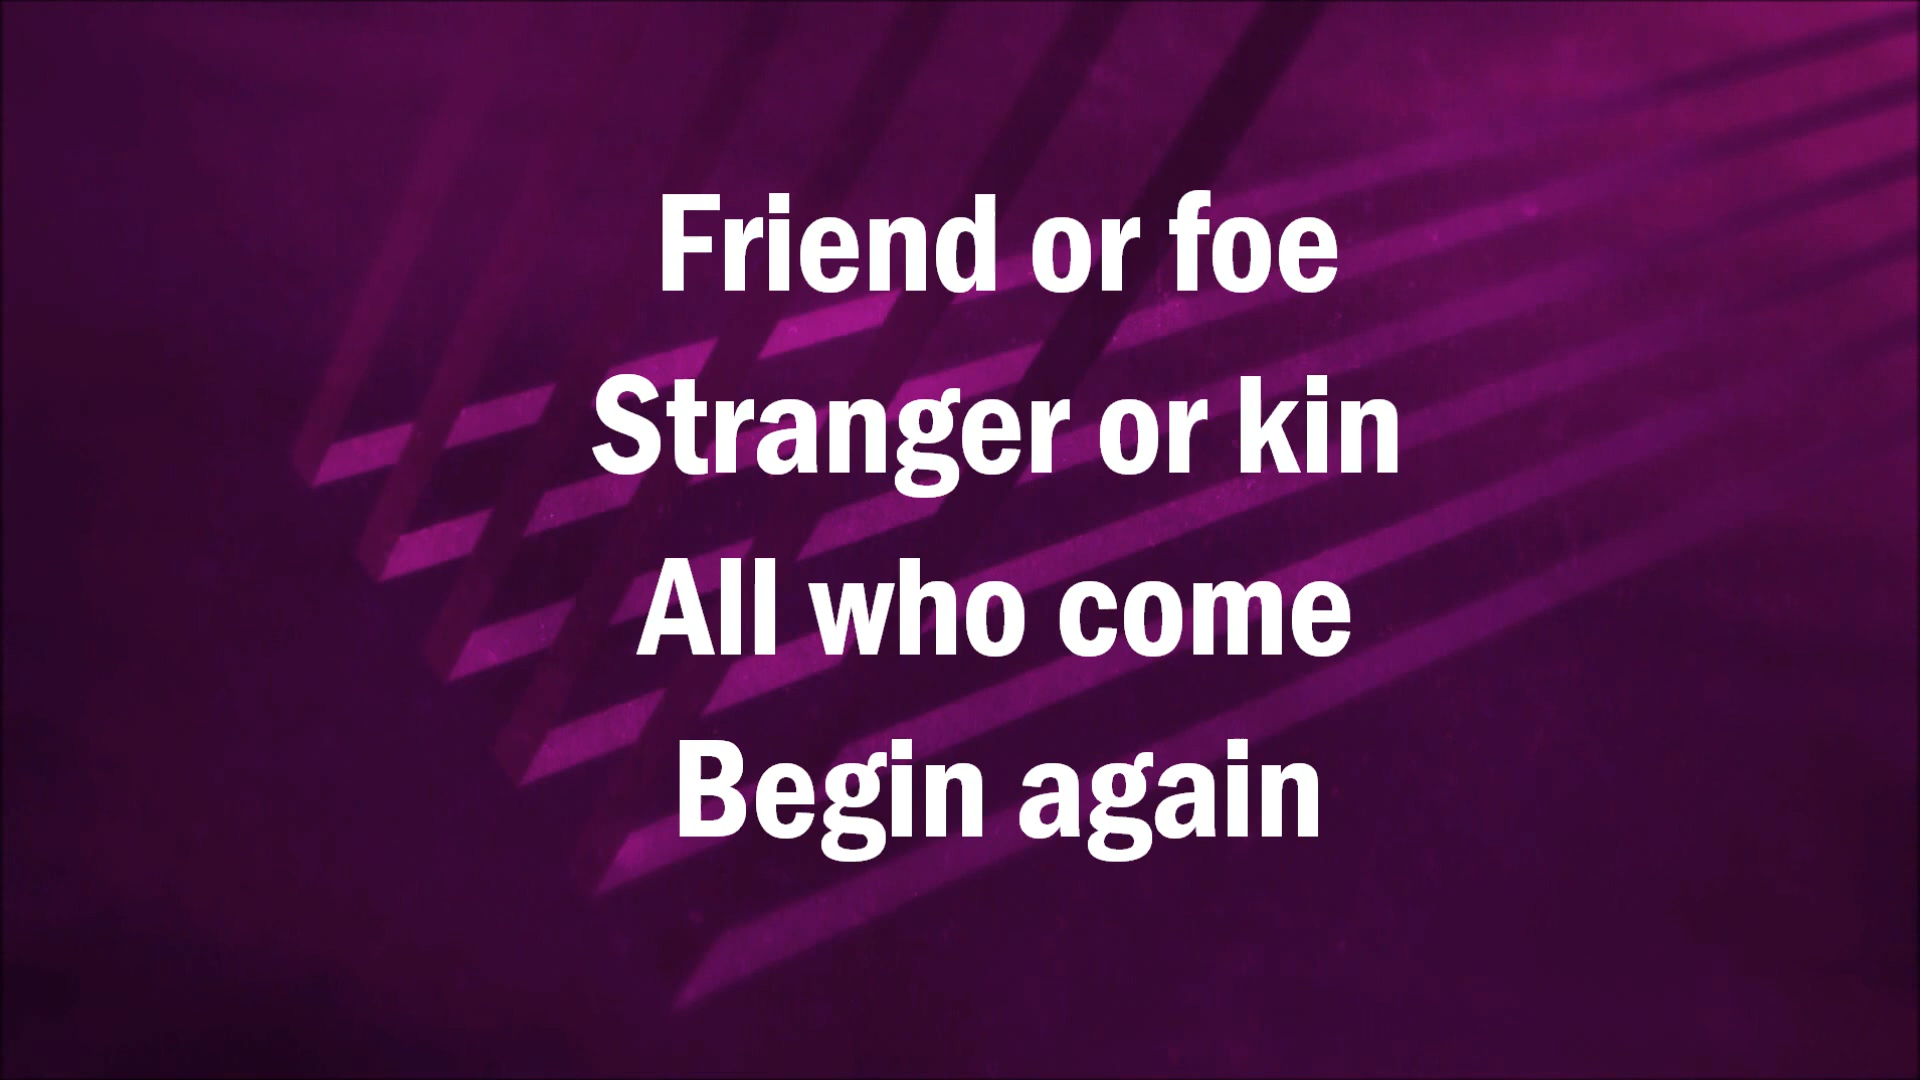 Friend or foe
Stranger or kin
All who come
Begin again